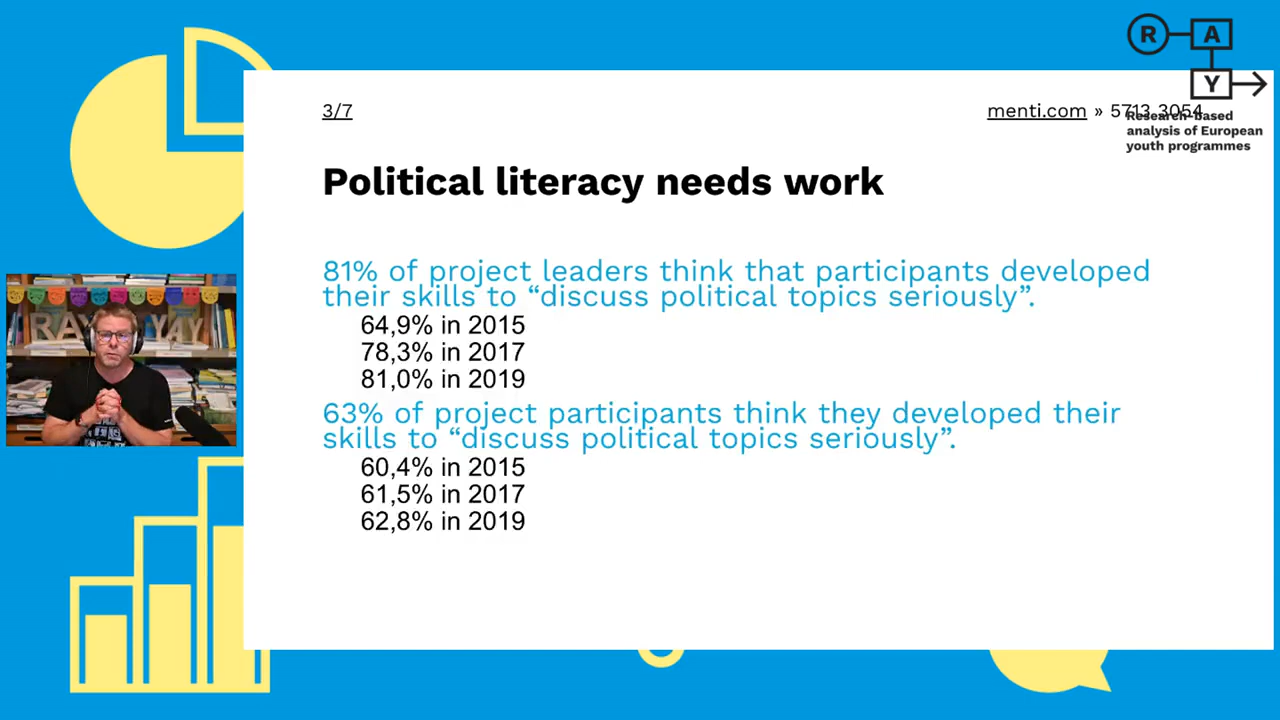 R A
Y
3/7
menti.com » 5713 3054
Research-based
analysis of European
youth programmes
Political literacy needs work
81% of project leaders think that participants developed
their skills to “discuss political topics seriously”.
64,9% in 2015
78,3% in 2017
81,0% in 2019
63% of project participants think they developed their
skills to “discuss political topics seriously”.
60,4% in 2015
61,5% in 2017
62,8% in 2019
RAY YAY